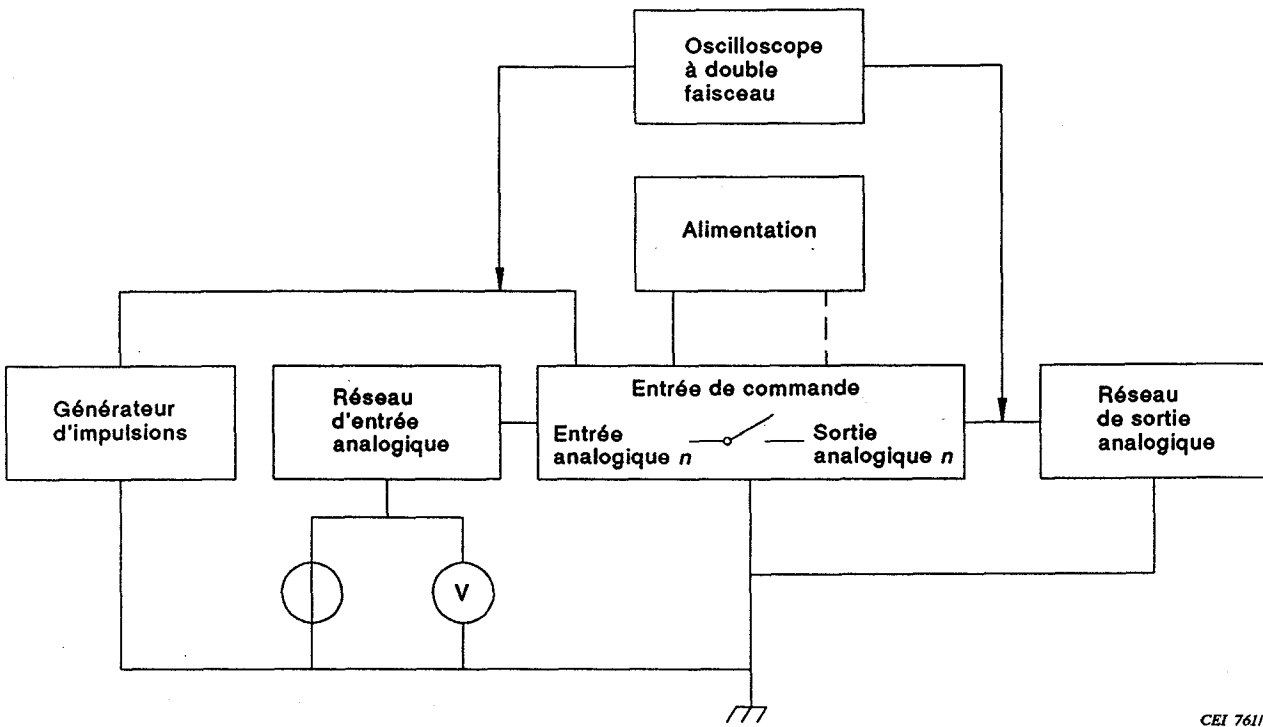 Oscilloscope
à double
faisceau
Alimentation
Générateur
d'impulsions
Réseau
d'entrée
analogique
Entrée de commande
Entrée
analogique n
Sortie
analogique n
Réseau
de sortie
analogique
V
CEI 761/